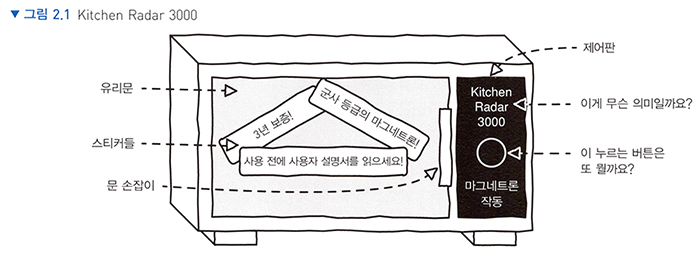 ▼ 그림 2.1 Kitchen Radar 3000
제어판
유리문
Kitchen
Radar
3000
이게 무슨 의미일까요?
3년 보증!
군사 등급의 마그네트론!
스티커들
사용 전에 사용자 설명서를 읽으세요!
이 누르는 버튼은
또 뭘까요?
문 손잡이
마그네트론
작동